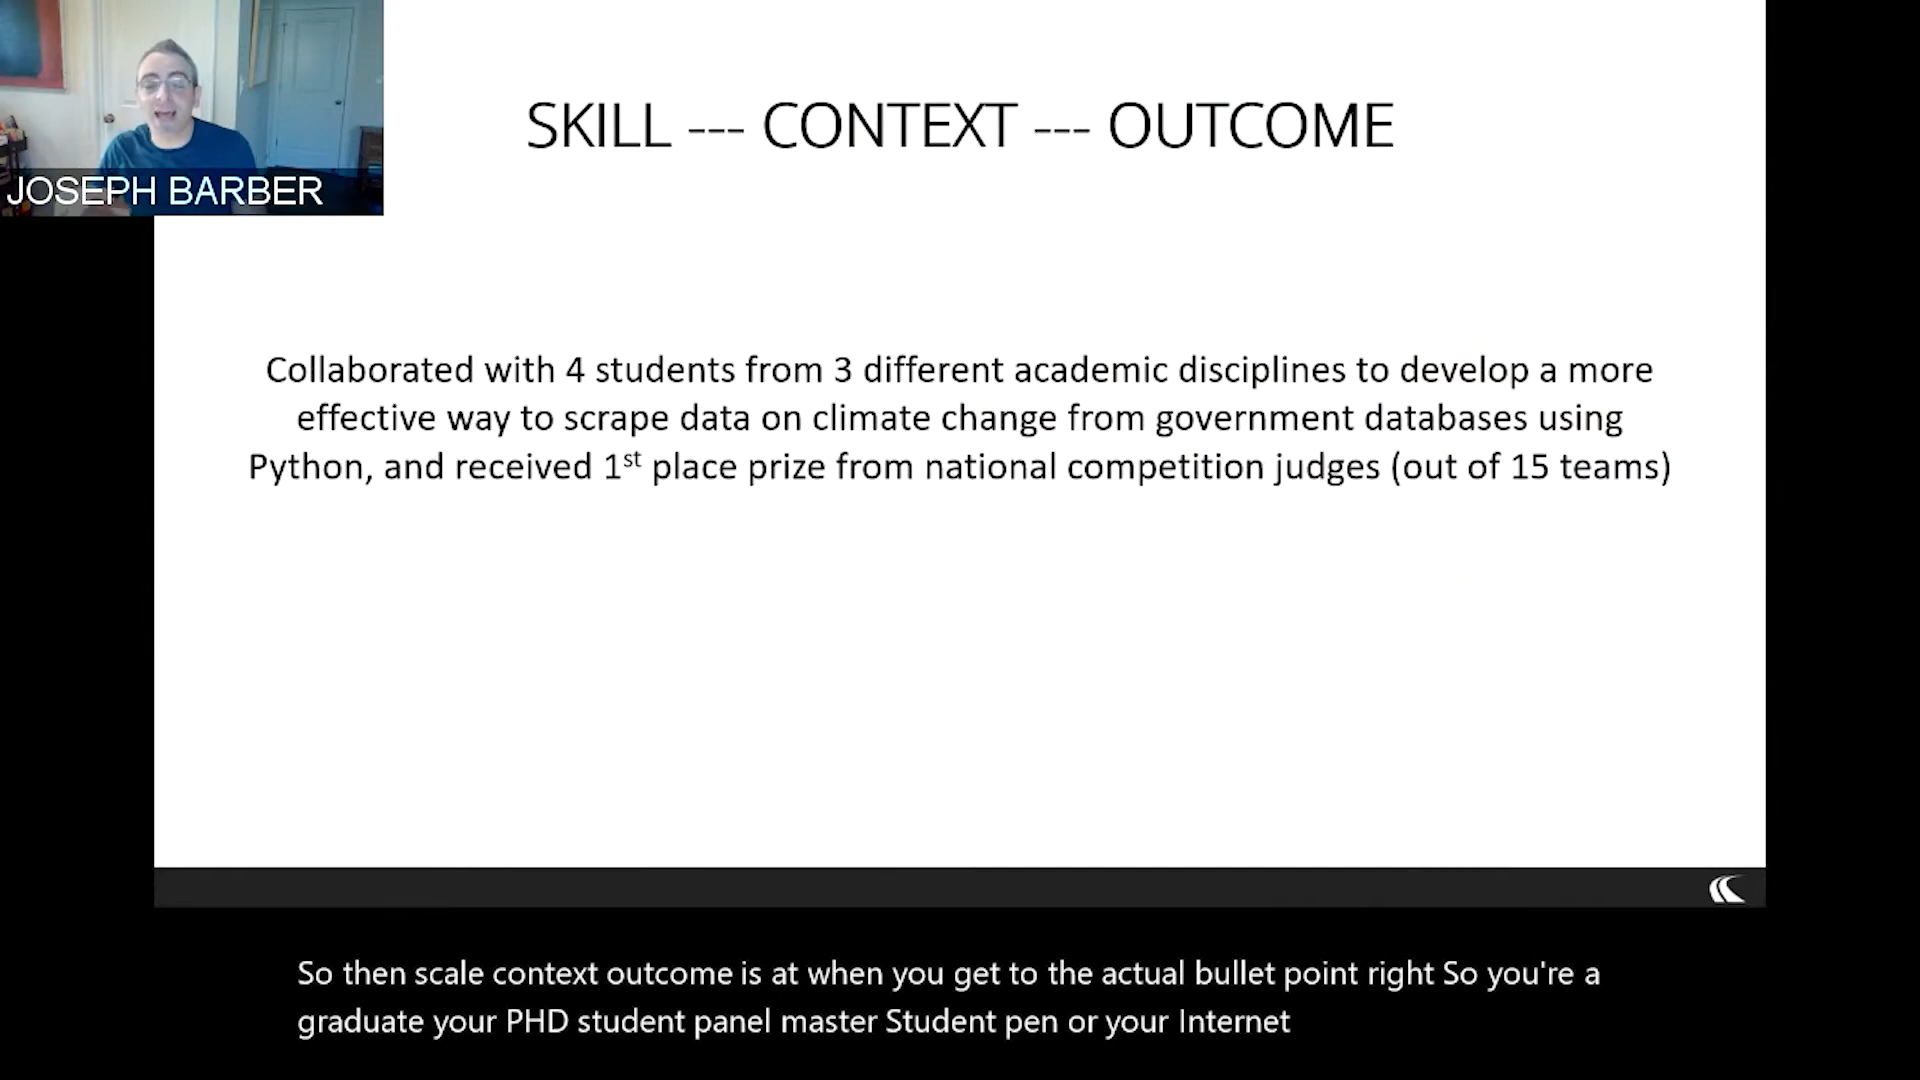 JOSEPH BARBER
SKILL --- CONTEXT --- OUTCOME
Collaborated with 4 students from 3 different academic disciplines to develop a more
effective way to scrape data on climate change from government databases using
Python, and received 1st place prize from national competition judges (out of 15 teams)
So then scale context outcome is at when you get to the actual bullet point right So you're a
graduate your PHD student panel master Student pen or your Internet